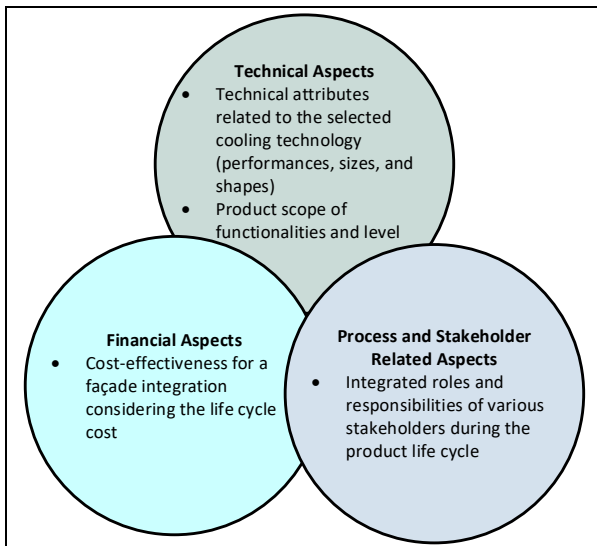 Technical Aspects
• Technical attributes
related to the selected
cooling technology
(performances, sizes, and
shapes)
• Product scope of
functionalities and level
Financial Aspects
• Cost-effectiveness for a
façade integration
considering the life cycle
cost
Process and Stakeholder
Related Aspects
• Integrated roles and
responsibilities of various
stakeholders during the
product life cycle